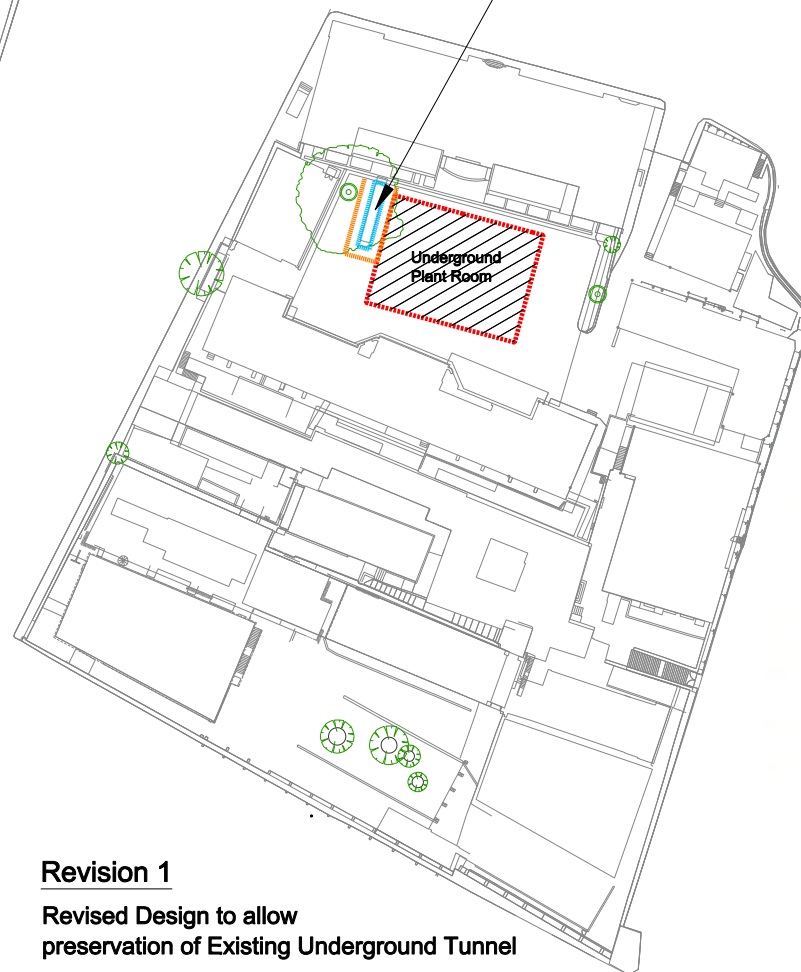 Underground
Plant Room
Revision 1
Revised Design to allow
preservation of Existing Underground Tunnel